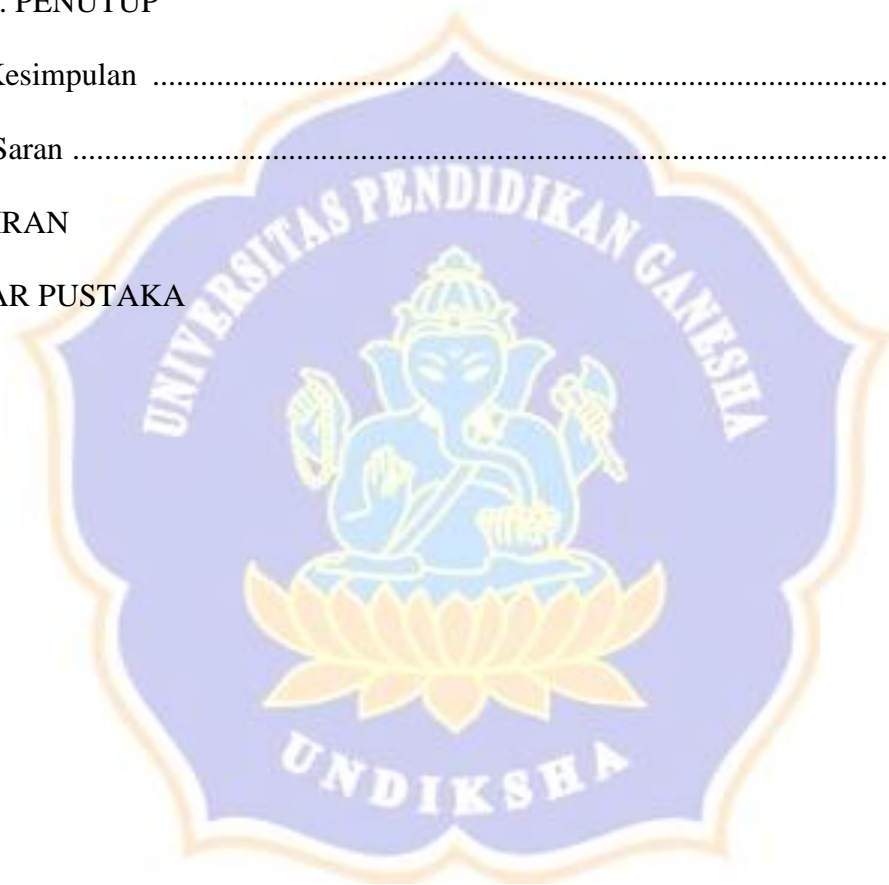 . PENUTUP
Kesimpulan ..........................................................................................
Saran ....................................................................................................
RAN
AR PUSTAKA
UNIVERSITAS PENDIDIKAN GANESHA
UNDIKSHA